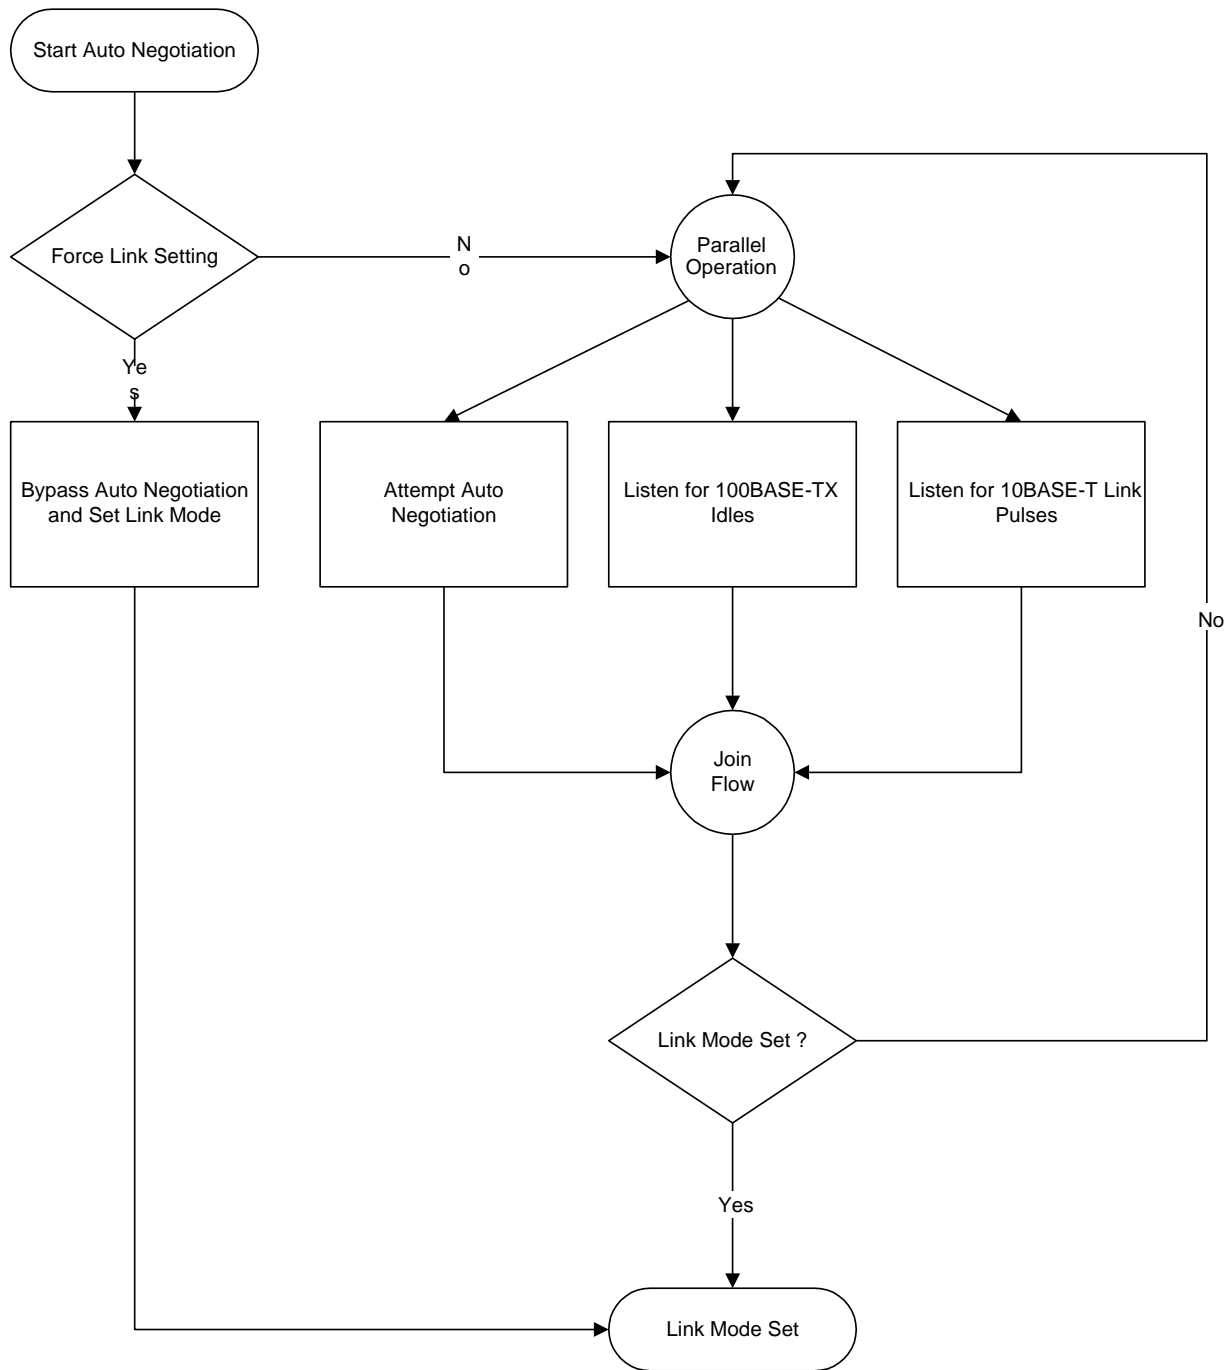 Start Auto Negotiation
Force Link Setting
N
o
Parallel
Operation
Ye
s
Bypass Auto Negotiation
and Set Link Mode
Attempt Auto
Negotiation
Listen for 100BASE-TX
Idles
Listen for 10BASE-T Link
Pulses
No
Join
Flow
Link Mode Set ?
Yes
Link Mode Set